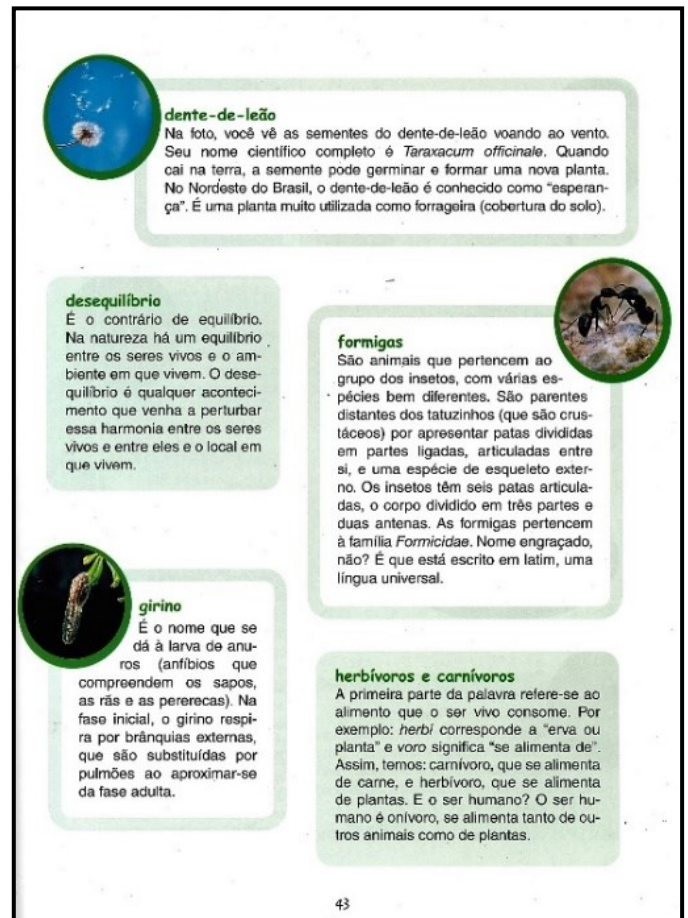 dente-de-leão
Na foto, você vê as sementes do dente-de-leão voando ao vento.
Seu nome científico completo é Taraxacum officinale. Quando
cai na terra, a semente pode germinar e formar uma nova planta.
No Nordeste do Brasil, o dente-de-leão é conhecido como “esperan-
ça”. É uma planta muito utilizada como forrageira (cobertura do solo).
desequilíbrio
É o contrário de equilíbrio.
Na natureza há um equilíbrio
entre os seres vivos e o am-
biente em que vivem. O dese-
quilíbrio é qualquer aconteci-
mento que venha a perturbar
essa harmonia entre os seres
vivos e entre eles e o local em
que vivem.
formigas
São animais que pertencem ao
grupo dos insetos, com várias es-
pécies bem diferentes. São parentes
distantes dos tatuzinhos (que são crus-
táceos) por apresentar patas divididas
em partes ligadas, articuladas entre
si, e uma espécie de esqueleto exter-
no. Os insetos têm seis patas articula-
das, o corpo dividido em três partes e
duas antenas. As formigas pertencem
à família Formicidae. Nome engraçado,
não? É que está escrito em latim, uma
língua universal.
girino
É o nome que se
dá à larva de anu-
ros (anfíbios que
compreendem os sapos,
as rãs e as pererecas). Na
fase inicial, o girino respi-
ra por brânquias externas,
que são substituídas por
pulmões ao aproximar-se
da fase adulta.
herbívoros e carnívoros
A primeira parte da palavra refere-se ao
alimento que o ser vivo consome. Por
exemplo: herbi corresponde a “erva ou
planta” e voro significa “se alimenta de”.
Assim, temos: carnívoro, que se alimenta
de carne, e herbívoro, que se alimenta
de plantas. E o ser humano? O ser hu-
mano é onívoro, se alimenta tanto de ou-
tros animais como de plantas.
43